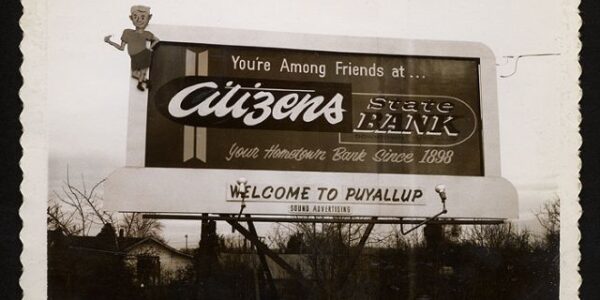 You're Among Friends at ...
Citizens
State
BANK
Your Hometown Bank Since 1898
WELCOME TO PUYALLUP
SOUND ADVERTISING